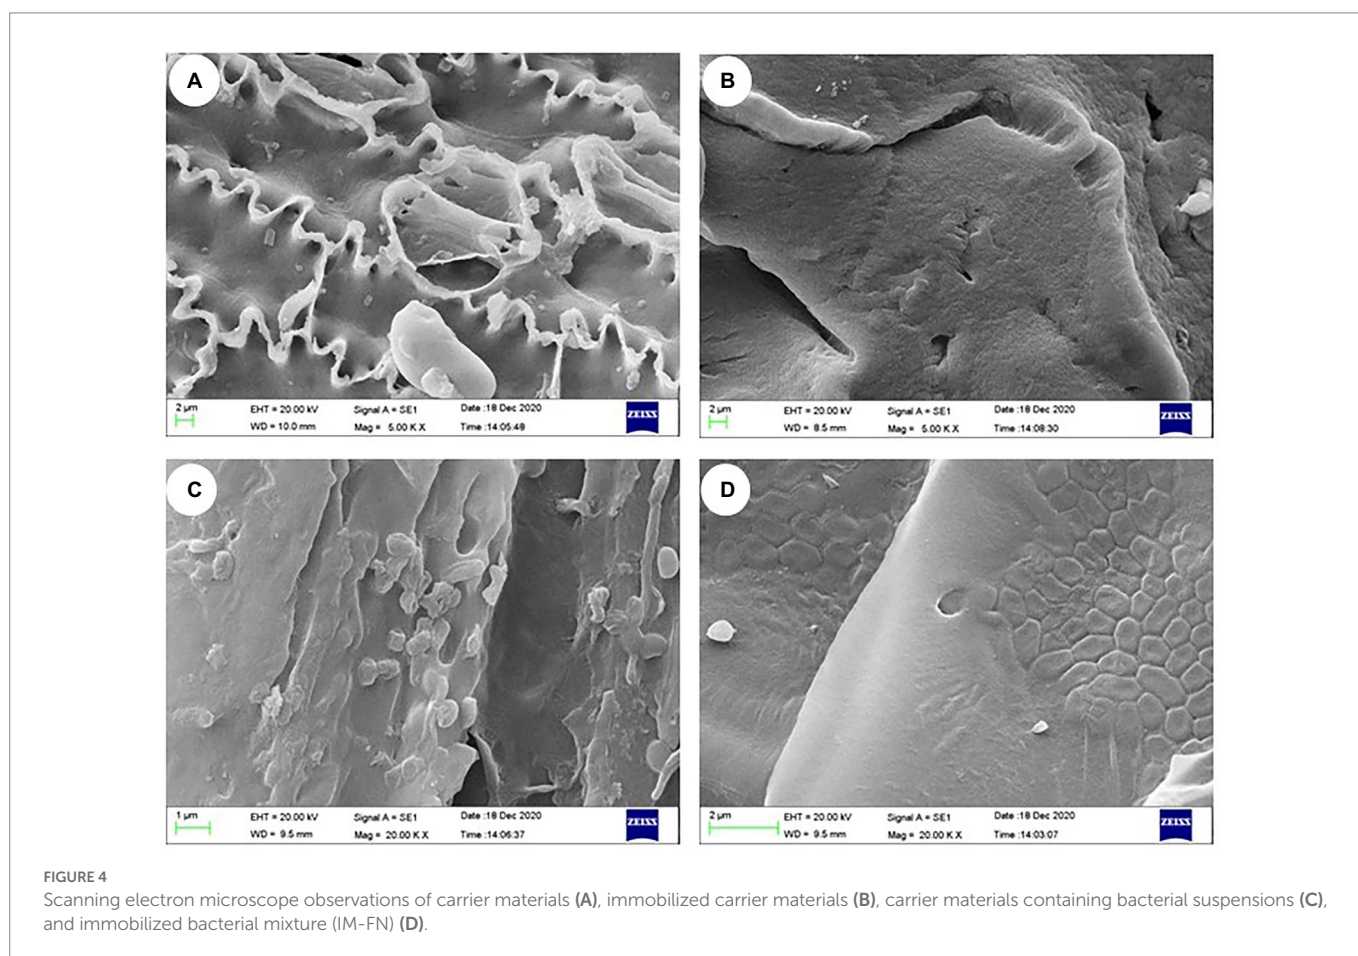 A
2 µm
EHT = 20.00 kV Signal A = SE1 Date :18 Dec 2020
WD = 10.0 mm Mag = 5.00 K X Time :14:05:48
ZEISS
B
2 µm
EHT = 20.00 kV Signal A = SE1 Date :18 Dec 2020
WD = 8.5 mm Mag = 5.00 K X Time :14:08:30
ZEISS
C
1 µm
EHT = 20.00 kV Signal A = SE1 Date :18 Dec 2020
WD = 9.5 mm Mag = 20.00 K X Time :14:06:37
ZEISS
D
2 µm
EHT = 20.00 kV Signal A = SE1 Date :18 Dec 2020
WD = 9.5 mm Mag = 20.00 K X Time :14:03:07
ZEISS
FIGURE 4
Scanning electron microscope observations of carrier materials (A), immobilized carrier materials (B), carrier materials containing bacterial suspensions (C),
and immobilized bacterial mixture (IM-FN) (D).